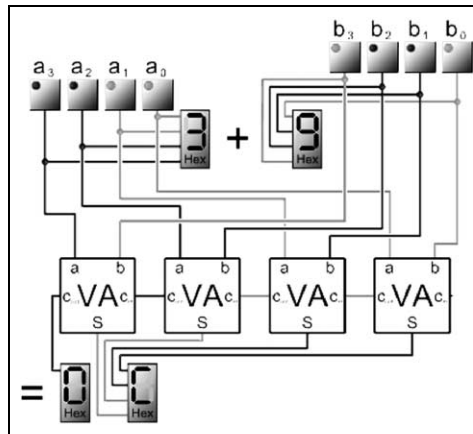 b₃ b₂ b₁ b₀
a₃ a₂ a₁ a₀
3 + 9
Hex Hex
a b a b a b a b
c... VA c... c... VA c... c... VA c... c... VA c...
S S S S
= 0 C
Hex Hex